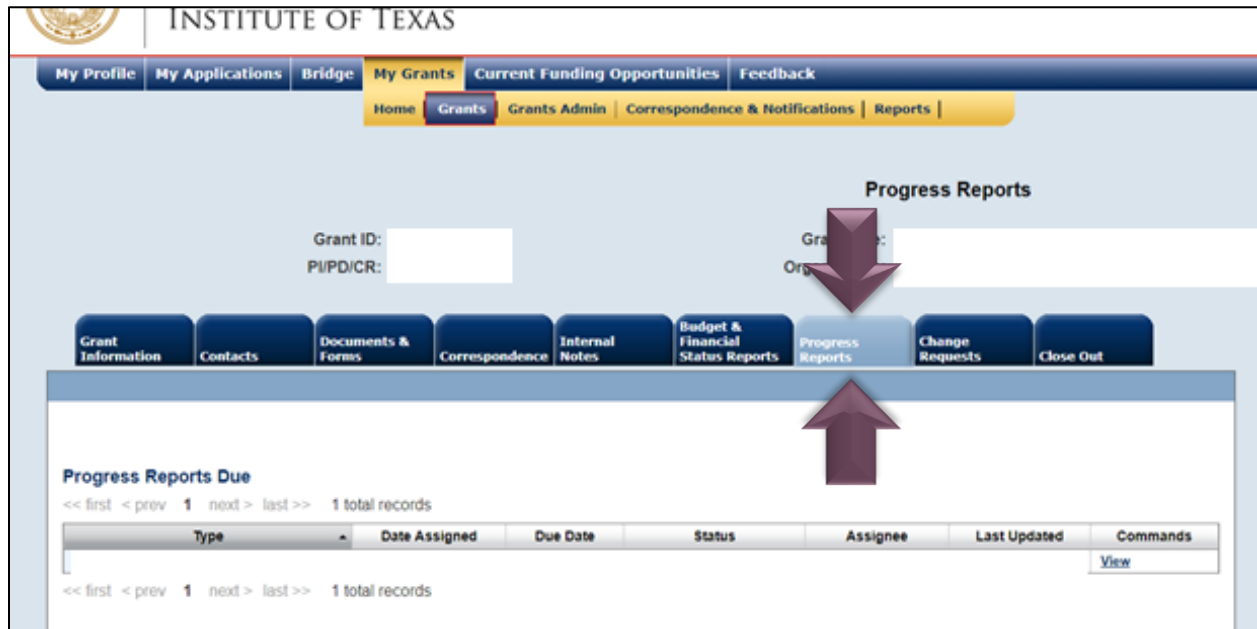 INSTITUTE OF TEXAS
My Profile My Applications Bridge My Grants Current Funding Opportunities Feedback
Home Grants Grants Admin | Correspondence & Notifications | Reports |
Progress Reports
Grant ID:
PI/PD/CR:
Grant Information
Contacts
Documents & Forms
Correspondence
Internal Notes
Budget & Financial Status Reports
Progress Reports
Change Requests
Close Out
Progress Reports Due
<< first < prev 1 next > last >> 1 total records
Type Date Assigned Due Date Status Assignee Last Updated Commands
View
<< first < prev 1 next > last >> 1 total records